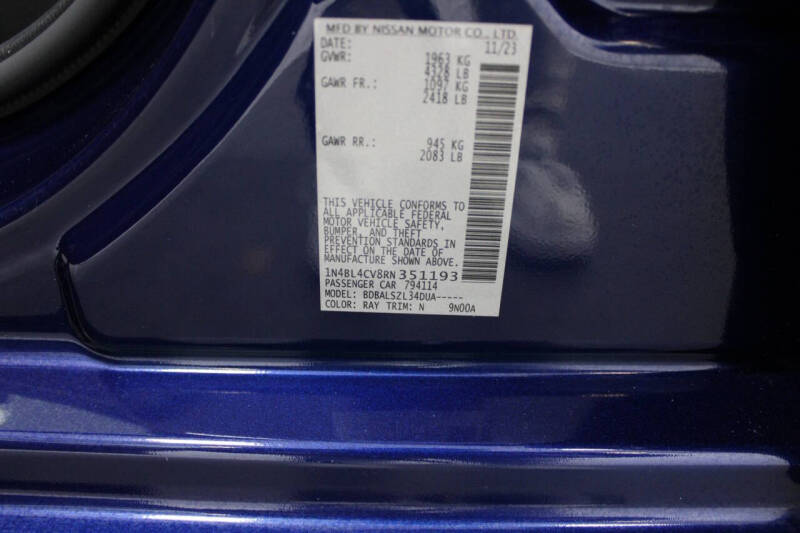 MFD BY NISSAN MOTOR CO., LTD.
DATE: 11/23
GVWR: 1963 KG
4328 LB
GAWR FR.: 1097 KG
2418 LB
GAWR RR.: 945 KG
2083 LB
THIS VEHICLE CONFORMS TO
ALL APPLICABLE FEDERAL
MOTOR VEHICLE SAFETY,
BUMPER, AND THEFT
PREVENTION STANDARDS IN
EFFECT ON THE DATE OF
MANUFACTURE SHOWN ABOVE.
1N4BL4CV8RN351193
PASSENGER CAR 794114
MODEL: BDBALSZL34DUA-----
COLOR: RAY TRIM: N 9N00A